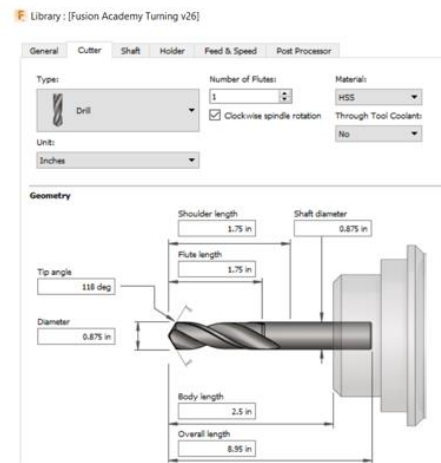 Library : [Fusion Academy Turning v26]
General Cutter Shaft Holder Feed & Speed Post Processor
Type: Number of Flutes: Material:
Drill 1 HSS
Clockwise spindle rotation Through Tool Coolant:
Unit: No
Inches
Geometry
Shoulder length Shaft diameter
1.75 in 0.875 in
Flute length
1.75 in
Tip angle
118 deg
Diameter
0.875 in
Body length
2.5 in
Overall length
8.95 in